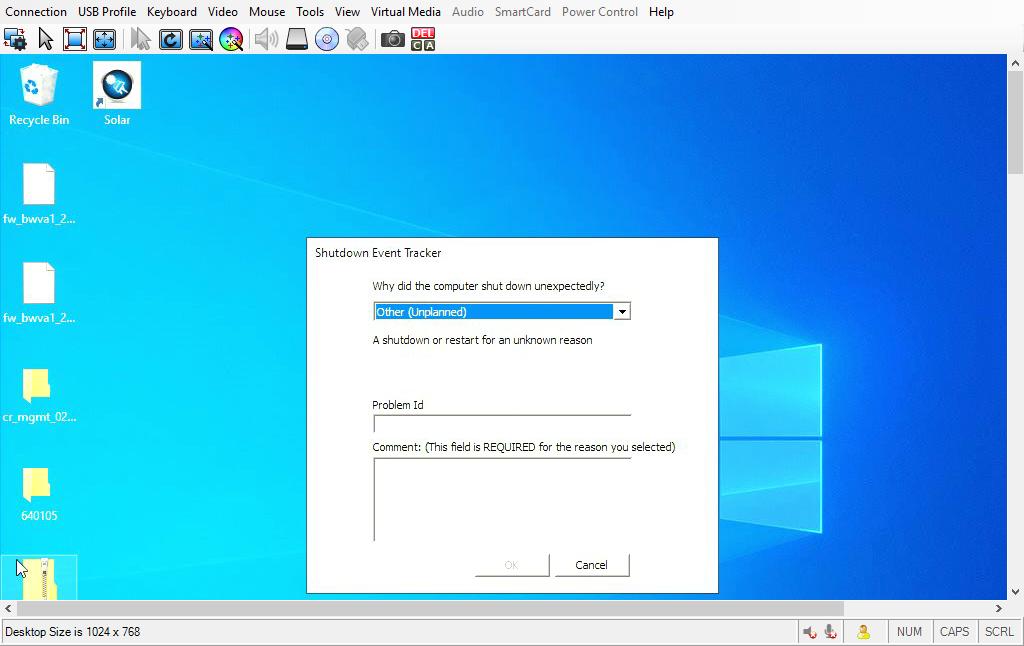 Connection USB Profile Keyboard Video Mouse Tools View Virtual Media Audio SmartCard Power Control Help
DEL
C A
Recycle Bin
Solar
fw_bwva1_2...
fw_bwva1_2...
cr_mgmt_02...
640105
Shutdown Event Tracker
Why did the computer shut down unexpectedly?
Other (Unplanned)
A shutdown or restart for an unknown reason
Problem Id
Comment: (This field is REQUIRED for the reason you selected)
OK Cancel
Desktop Size is 1024 x 768 NUM CAPS SCRL